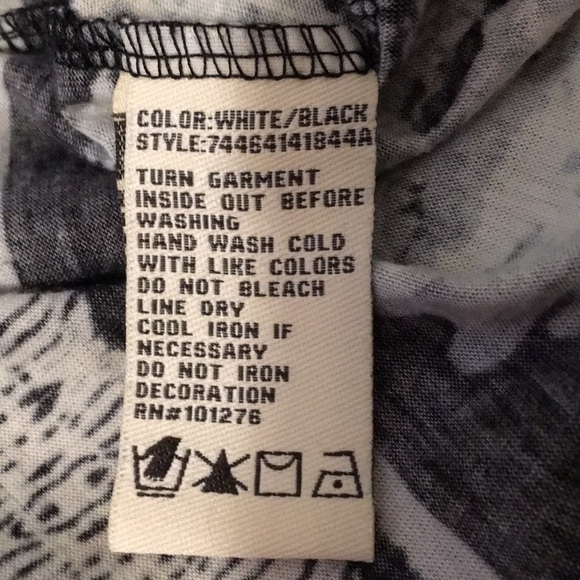 COLOR:WHITE/BLACK
STYLE:74464141844A
TURN GARMENT
INSIDE OUT BEFORE
WASHING
HAND WASH COLD
WITH LIKE COLORS
DO NOT BLEACH
LINE DRY
COOL IRON IF
NECESSARY
DO NOT IRON
DECORATION
RN#101276